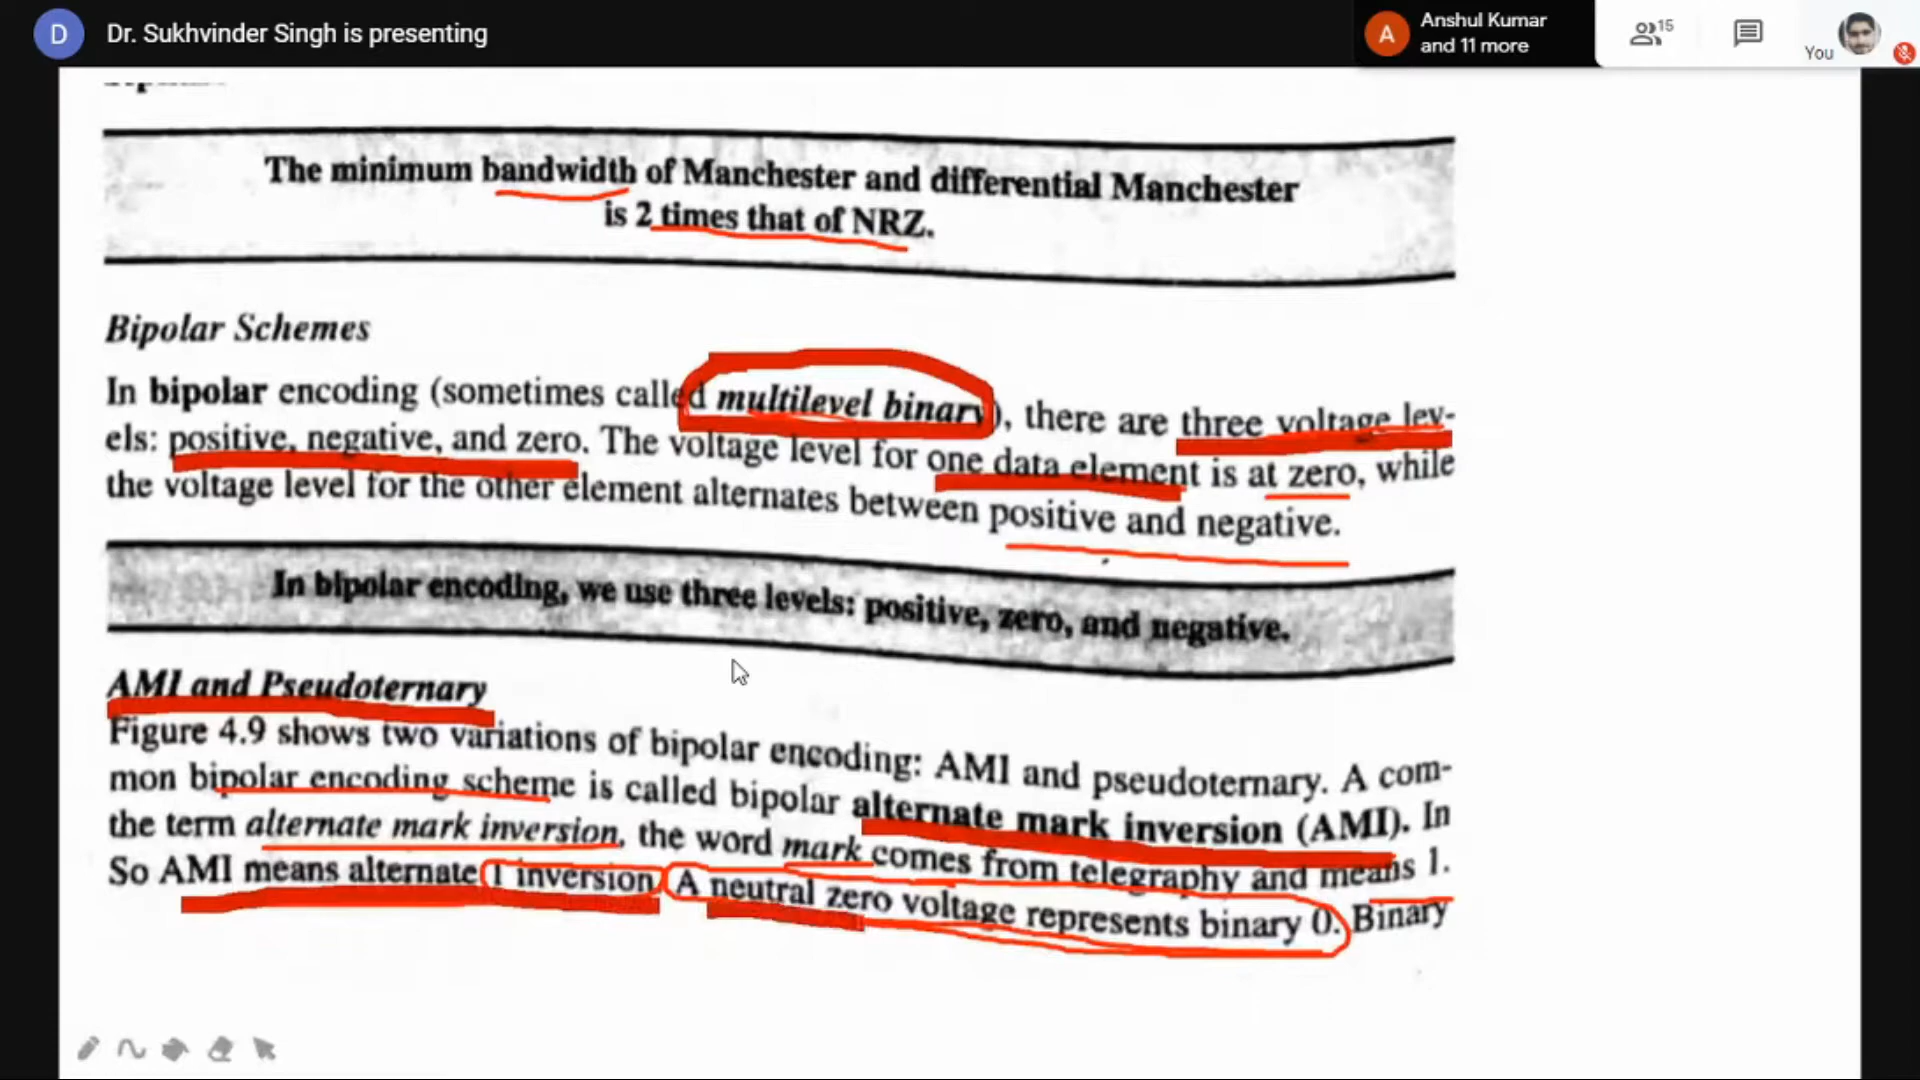 D
Dr. Sukhvinder Singh is presenting
A
Anshul Kumar
and 11 more
15
You
The minimum bandwidth of Manchester and differential Manchester
is 2 times that of NRZ.
Bipolar Schemes
In bipolar encoding (sometimes called multilevel binary), there are three voltage lev-
els: positive, negative, and zero. The voltage level for one data element is at zero, while
the voltage level for the other element alternates between positive and negative.
In bipolar encoding, we use three levels: positive, zero, and negative.
AMI and Pseudoternary
Figure 4.9 shows two variations of bipolar encoding: AMI and pseudoternary. A com-
mon bipolar encoding scheme is called bipolar alternate mark inversion (AMI). In
the term alternate mark inversion, the word mark comes from telegraphy and means 1.
So AMI means alternate 1 inversion. A neutral zero voltage represents binary 0. Binary